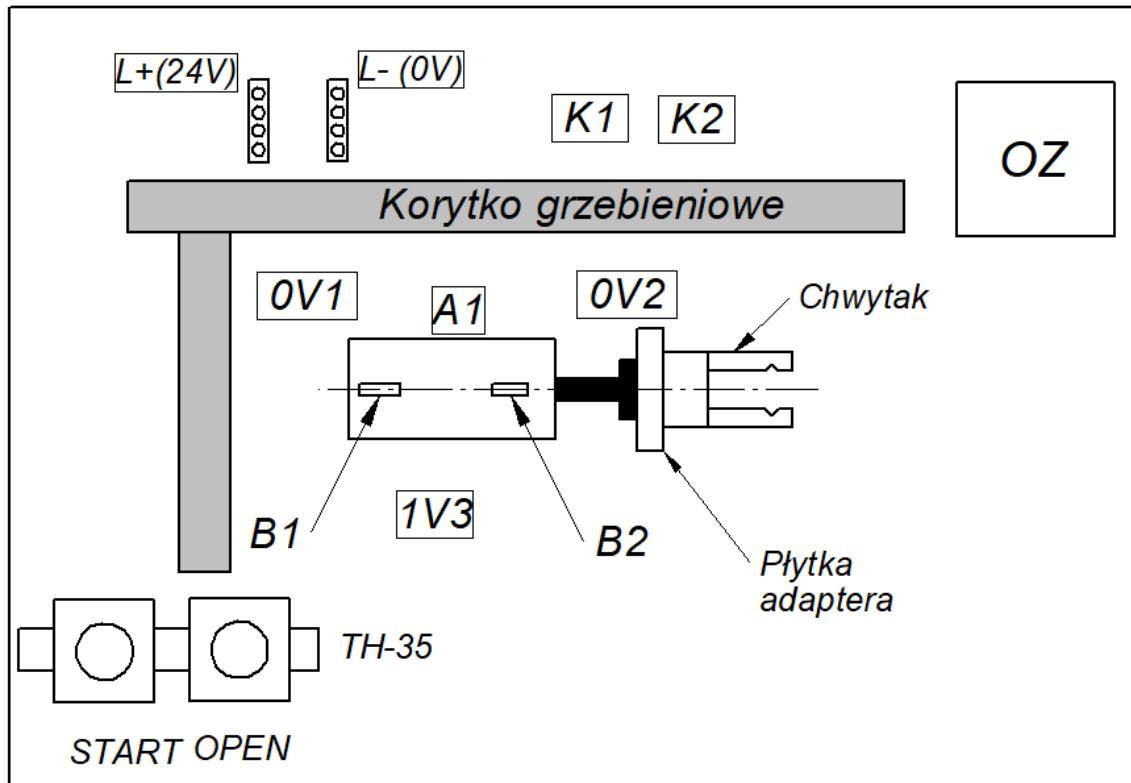 L+(24V)
L- (0V)
K1
K2
OZ
Korytko grzebieniowe
0V1
A1
0V2
Chwytak
B1
1V3
B2
Płytka
adaptera
TH-35
START OPEN